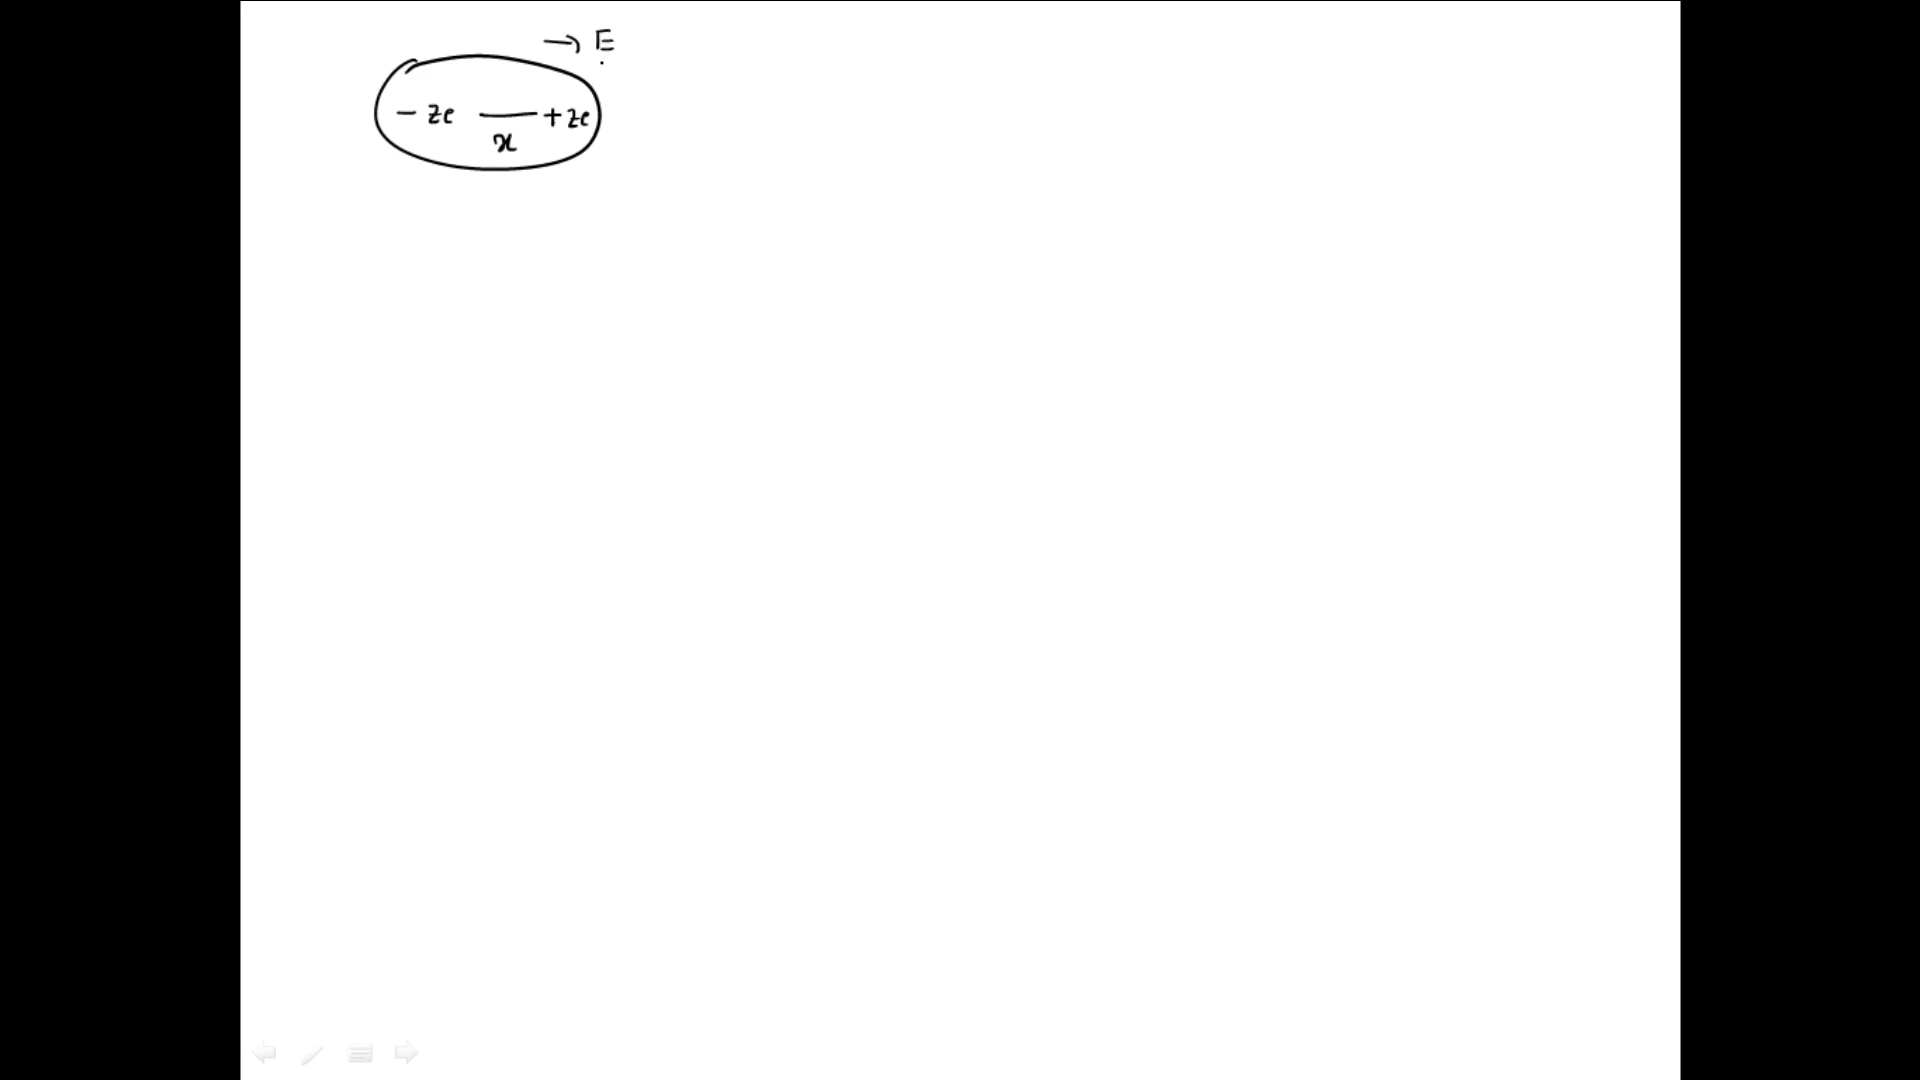 → E
- ze — + ze
x